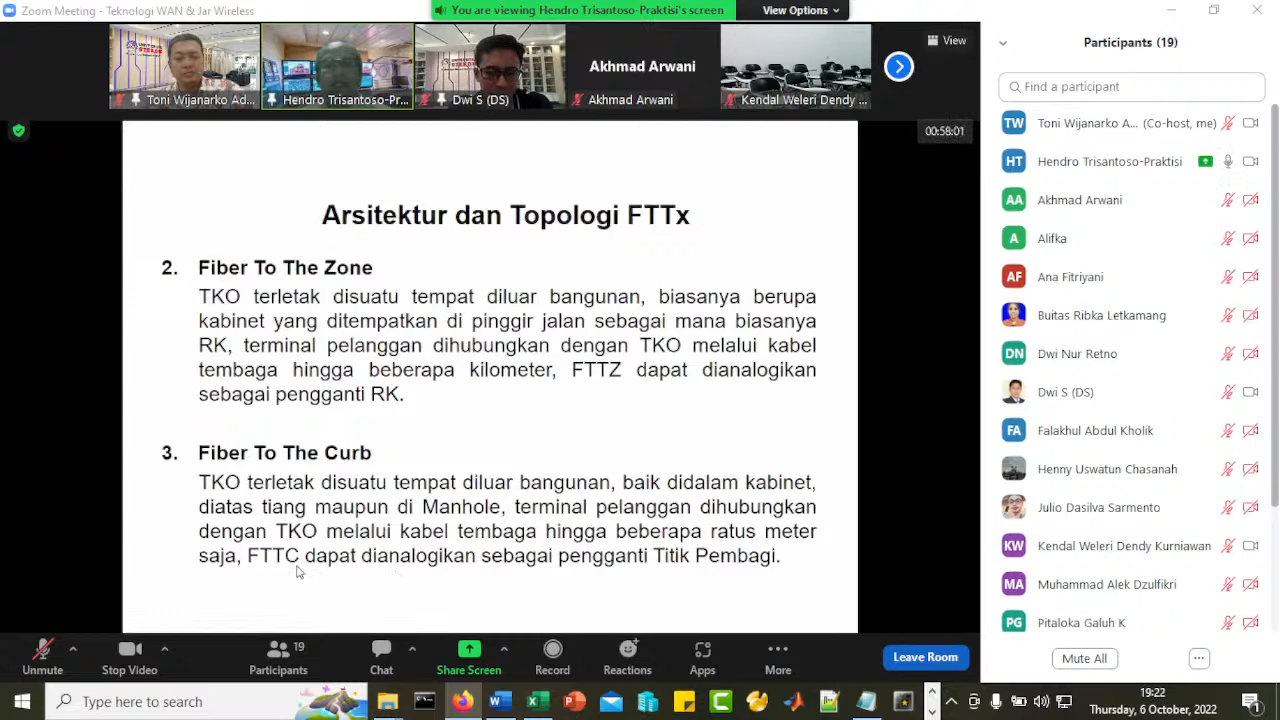 Zoom Meeting - Teknologi WAN & Jar Wireless
You are viewing Hendro Trisantoso-Praktisi's screen
View Options
Toni Wijanarko Ad...
Hendro Trisantoso-Pr...
Dwi S (DS)
Akhmad Arwani
Akhmad Arwani
Kendal Weleri Dendy ...
View
00:58:01
Arsitektur dan Topologi FTTx
2. Fiber To The Zone
TKO terletak disuatu tempat diluar bangunan, biasanya berupa
kabinet yang ditempatkan di pinggir jalan sebagai mana biasanya
RK, terminal pelanggan dihubungkan dengan TKO melalui kabel
tembaga hingga beberapa kilometer, FTTZ dapat dianalogikan
sebagai pengganti RK.
3. Fiber To The Curb
TKO terletak disuatu tempat diluar bangunan, baik didalam kabinet,
diatas tiang maupun di Manhole, terminal pelanggan dihubungkan
dengan TKO melalui kabel tembaga hingga beberapa ratus meter
saja, FTTC dapat dianalogikan sebagai pengganti Titik Pembagi.
Participants (19)
Find a participant
TW Toni Wijanarko A... (Co-host, me)
HT Hendro Trisantoso-Praktisi
AA Akhmad Arwani
A Alifka
AF Ana Fitriyani
Buitas Ribka Letkamang
DN Dwi Nur Retno
Dwi S (DS)
FA Falakhul Abdul Kholik
Henny Uswatun Chasanah
Julio Dasilva Sarmento
KW Kendal Weleri Dendy Kurniawan
MA Muhammad Alek Dzulfikri
PG Pitaloka Galuh K
Mute All
Unmute
Stop Video
19
Participants
Chat
Share Screen
Record
Reactions
Apps
More
Leave Room
Type here to search
19:22
Thursday, 6 October, 2022
1